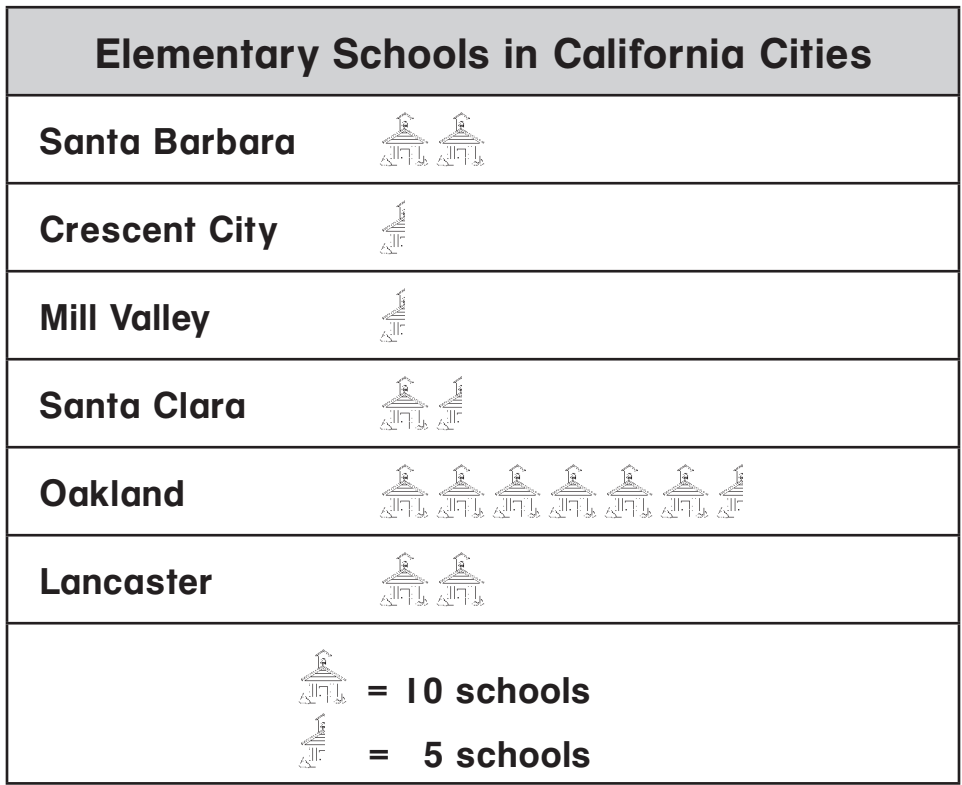 Elementary Schools in California Cities
Santa Barbara
Crescent City
Mill Valley
Santa Clara
Oakland
Lancaster
= 10 schools
= 5 schools